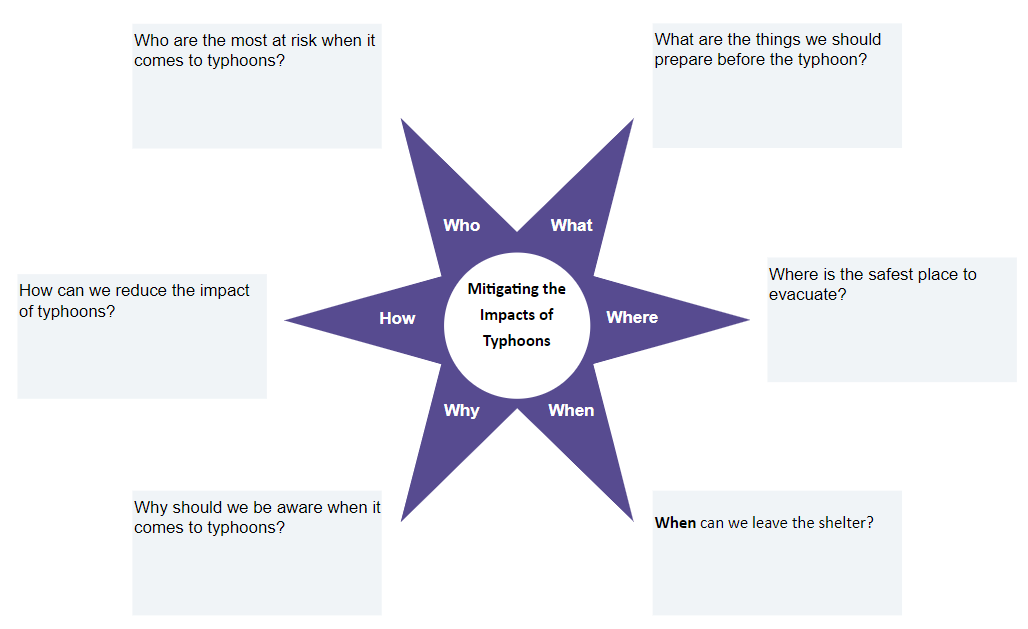 Who are the most at risk when it
comes to typhoons?
What are the things we should
prepare before the typhoon?
Who
What
How can we reduce the impact
of typhoons?
How
Mitigating the
Impacts of
Typhoons
Where
Where is the safest place to
evacuate?
Why
When
Why should we be aware when it
comes to typhoons?
When can we leave the shelter?